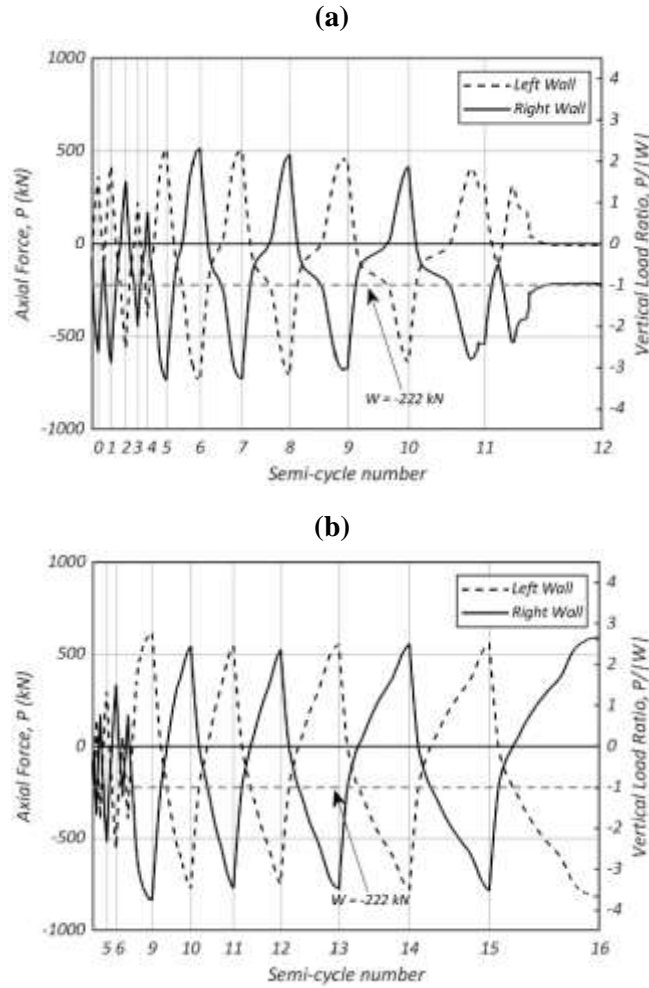 (a)
1000
500
0
-500
-1000
Axial Force, P (kN)
Left Wall
Right Wall
4
3
2
1
0
-1
-2
-3
-4
Vertical Load Ratio, P/|W|
W = -222 kN
0 1 2 3 4 5 6 7 8 9 10 11 12
Semi-cycle number
(b)
1000
500
0
-500
-1000
Axial Force, P (kN)
Left Wall
Right Wall
4
3
2
1
0
-1
-2
-3
-4
Vertical Load Ratio, P/|W|
W = -222 kN
5 6 9 10 11 12 13 14 15 16
Semi-cycle number